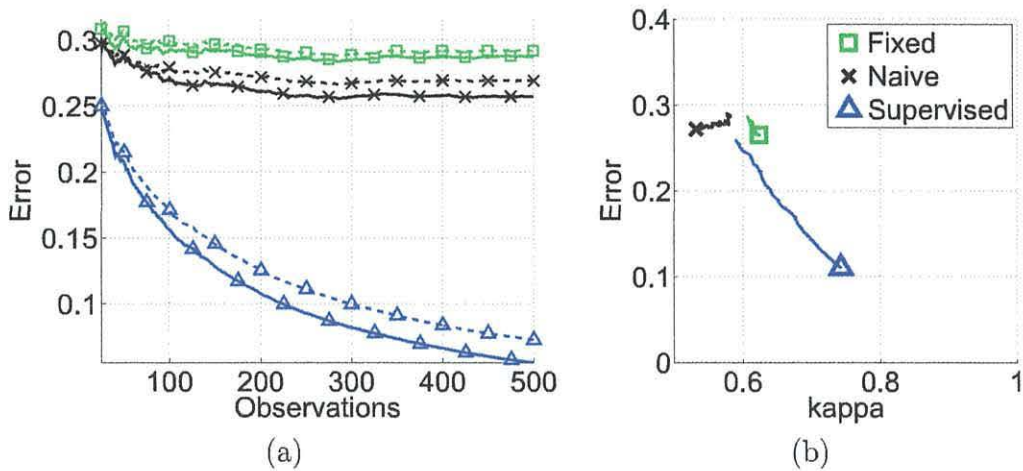 Error
0.3
0.25
0.2
0.15
0.1
100 200 300 400 500
Observations
(a)
Error
0.4
0.3
0.2
0.1
0
0.6 0.8 1
kappa
Fixed
Naive
Supervised
(b)